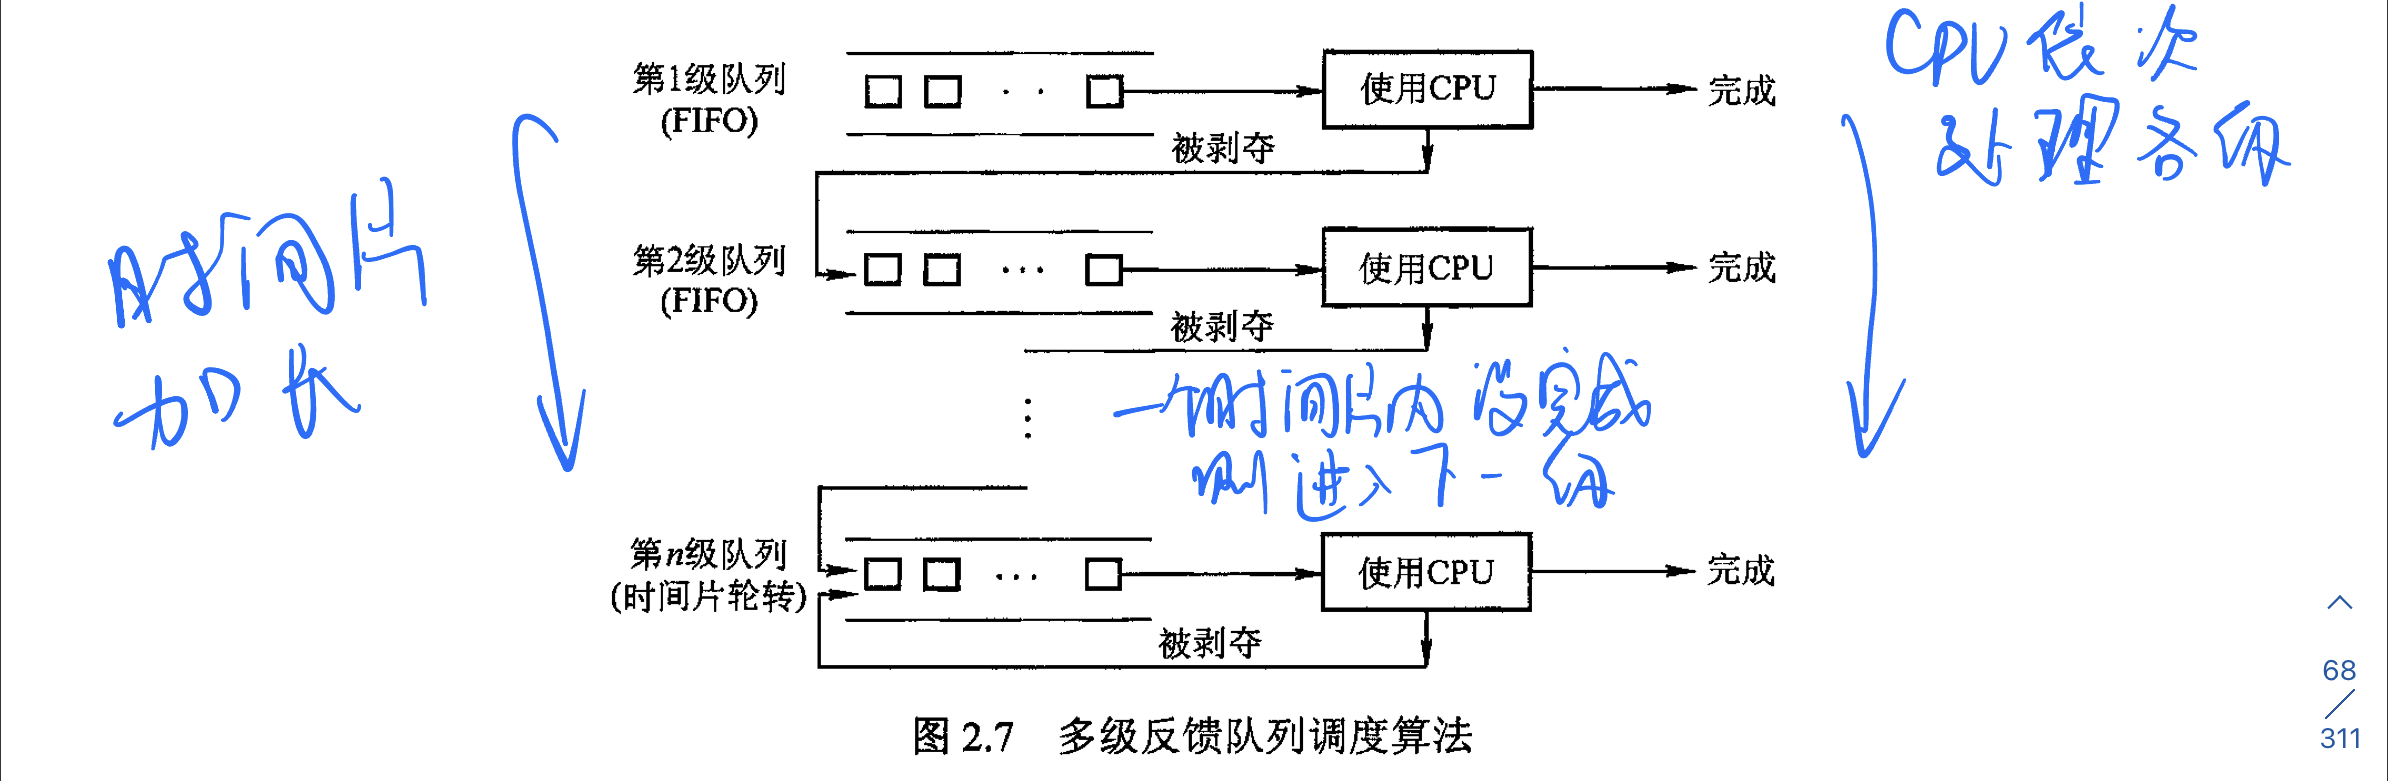 第1级队列
(FIFO)
使用CPU
完成
被剥夺
CPU 依次
处理各级
时间片
加长
第2级队列
(FIFO)
...
使用CPU
完成
被剥夺
一个时间片内 没完成
则进入下一级
第n级队列
(时间片轮转)
...
使用CPU
完成
被剥夺
68
/
311
图 2.7 多级反馈队列调度算法